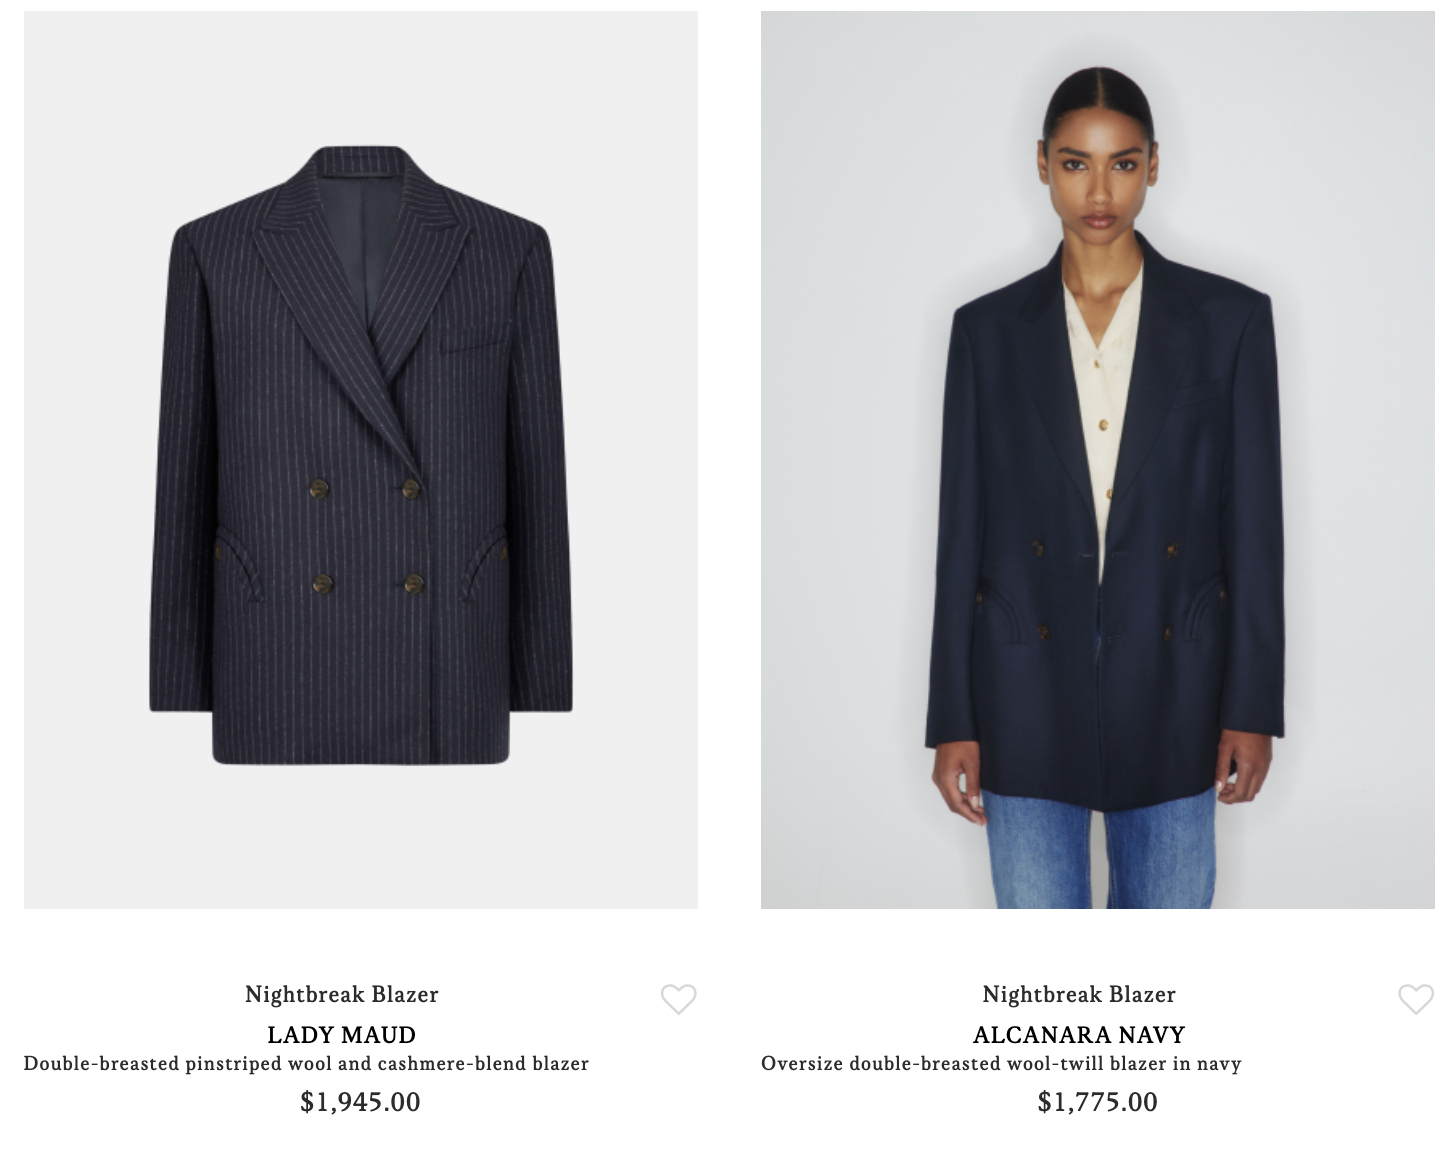 Nightbreak Blazer
LADY MAUD
Double-breasted pinstriped wool and cashmere-blend blazer
$1,945.00
Nightbreak Blazer
ALCANARA NAVY
Oversize double-breasted wool-twill blazer in navy
$1,775.00